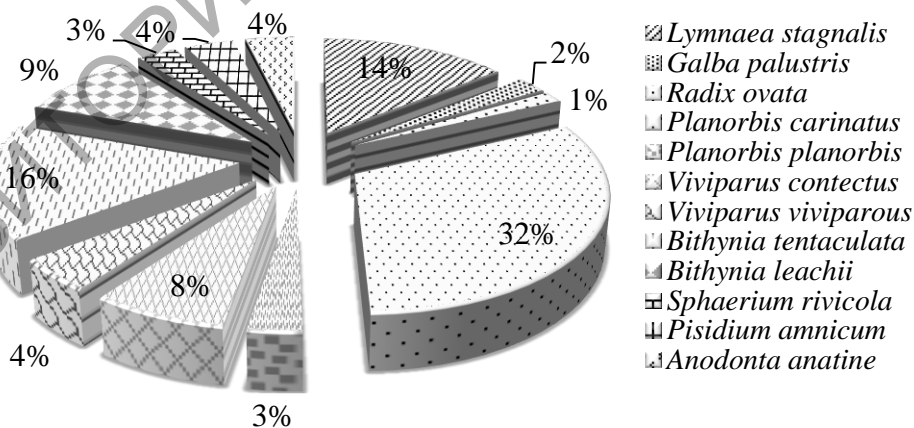 3%
4%
4%
14%
2%
1%
9%
16%
32%
8%
4%
3%
Lymnaea stagnalis
Galba palustris
Radix ovata
Planorbis carinatus
Planorbis planorbis
Viviparus contectus
Viviparus viviparous
Bithynia tentaculata
Bithynia leachii
Sphaerium rivicola
Pisidium amnicum
Anodonta anatine